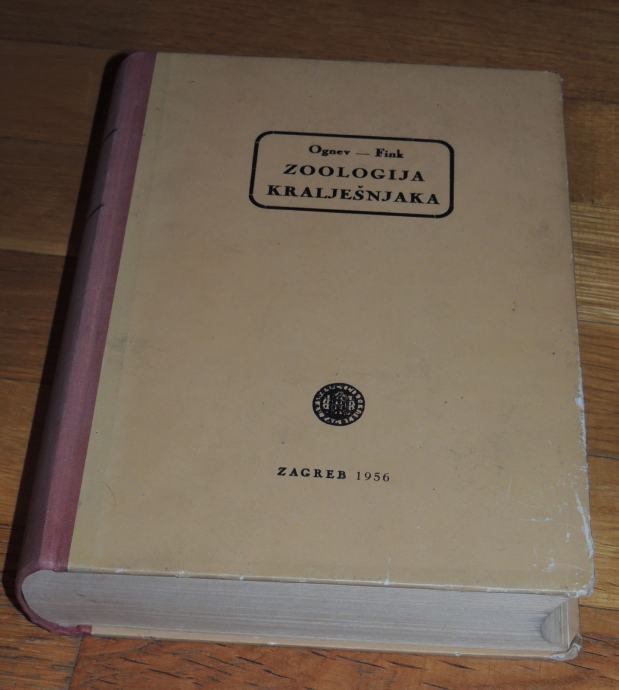 Ognev — Fink
ZOOLOGIJA
KRALJEŠNJAKA
ZAGREB 1956